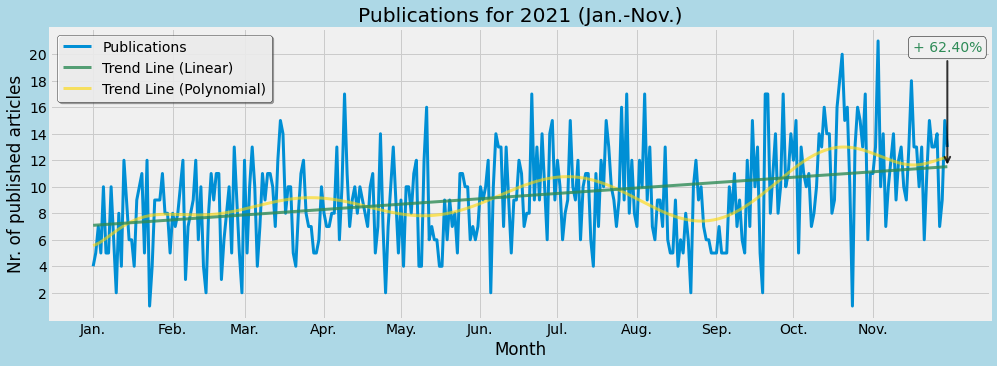 Publications for 2021 (Jan.-Nov.)
Publications
Trend Line (Linear)
Trend Line (Polynomial)
+ 62.40%
Nr. of published articles
20
18
16
14
12
10
8
6
4
2
Jan. Feb. Mar. Apr. May. Jun. Jul. Aug. Sep. Oct. Nov.
Month